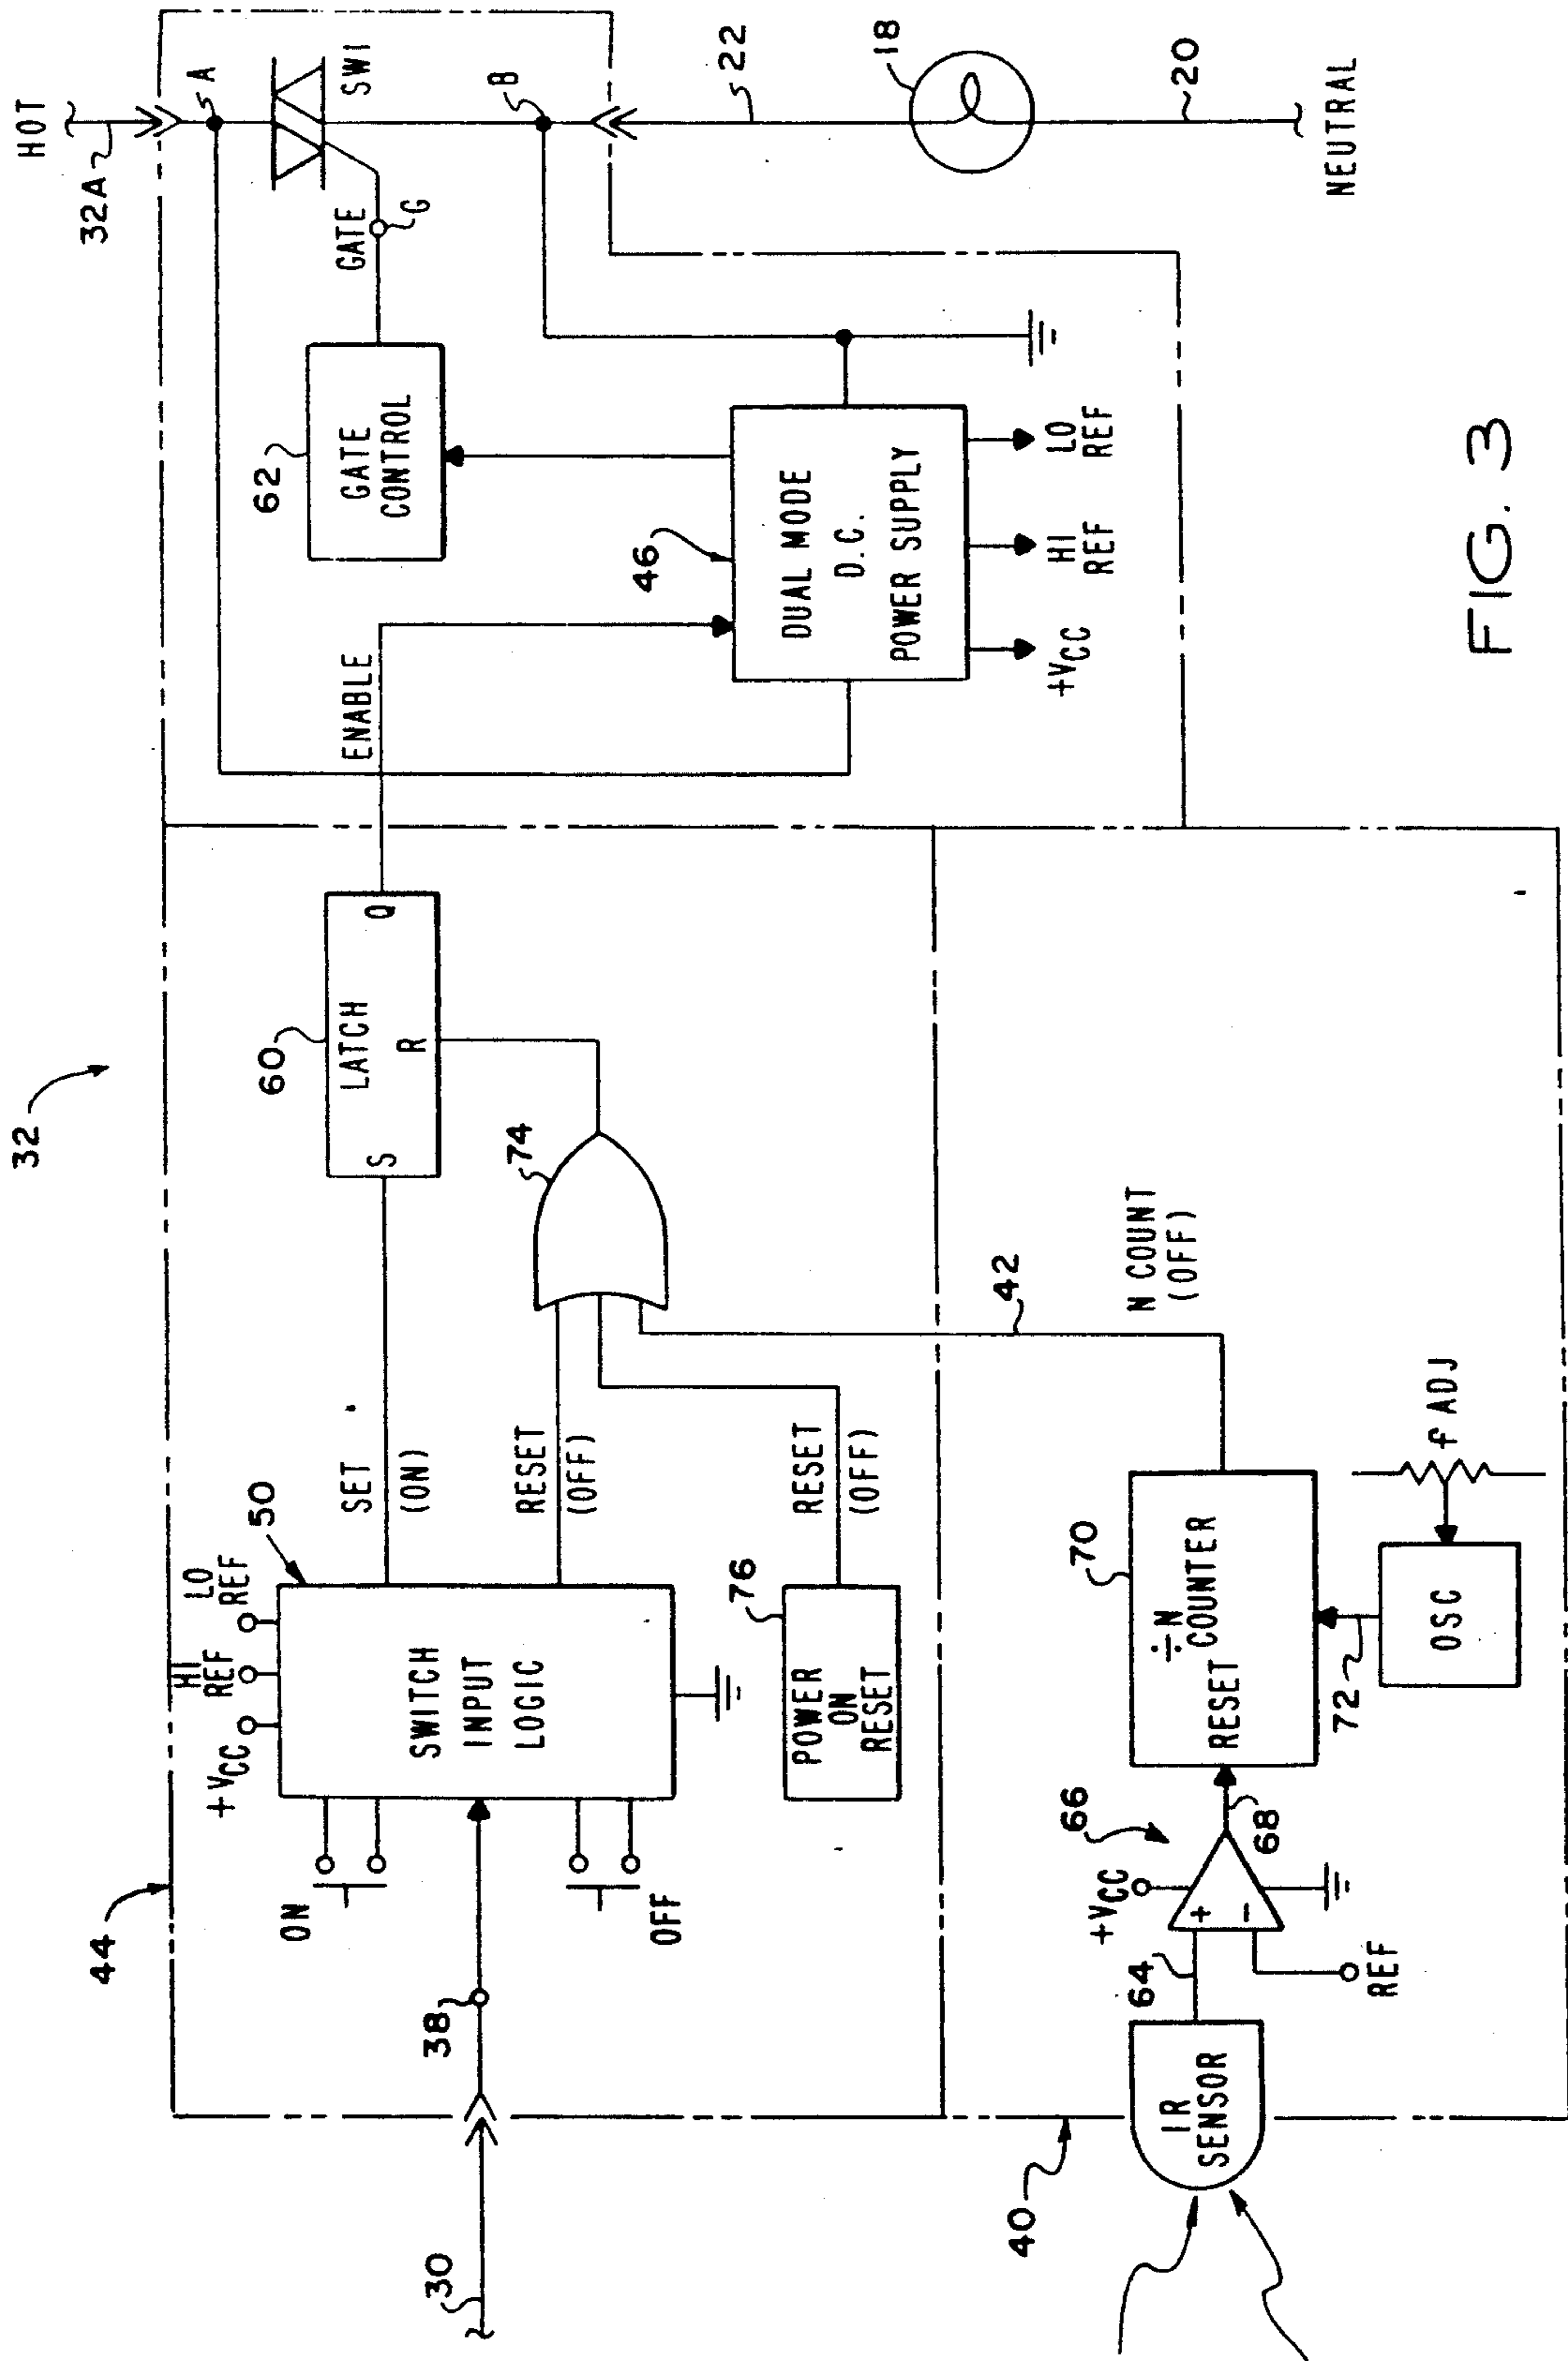 32
HOT
32A
A
SW1
B
GATE
G
62
GATE
CONTROL
22
18
20
NEUTRAL
ENABLE
46
DUAL MODE
D.C.
POWER SUPPLY
+VCC
HI
REF
LO
REF
44
+VCC
HI
REF
LO
REF
50
SWITCH
INPUT
LOGIC
ON
OFF
30
38
SET
(ON)
RESET
(OFF)
60
LATCH
S
R
Q
74
76
POWER
ON
RESET
RESET
(OFF)
42
N COUNT
(OFF)
40
IR
SENSOR
64
+VCC
66
+
−
REF
68
70
÷N
COUNTER
RESET
72
OSC
f ADJ
FIG. 3